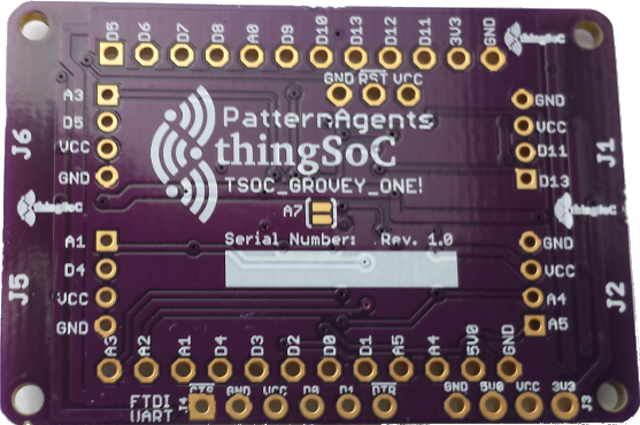 D5 D6 D7 D8 A0 D9 D10 D13 D12 D11 3V3 GND
thingSoC
GND RST VCC
A3
D5
VCC
GND
J6
PatternAgents
thingSoC
TSOC_GROVEY_ONE!
GND
VCC
D11
D13
J1
thingSoC
A7
thingSoC
Serial Number: Rev. 1.0
A1
D4
VCC
GND
J5
GND
VCC
A4
A5
J2
A3 A2 A1 D4 D3 D2 D0 D1 A5 A4 5V0 GND
FTDI
UART
J4
CTS GND VCC D0 D1 DTR
GND 5V0 VCC 3V3
J3